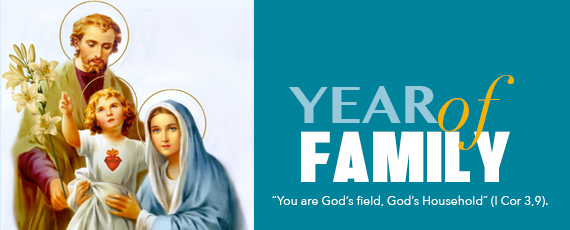 YEAR of
FAMILY
“You are God’s field, God’s Household” (I Cor 3,9).